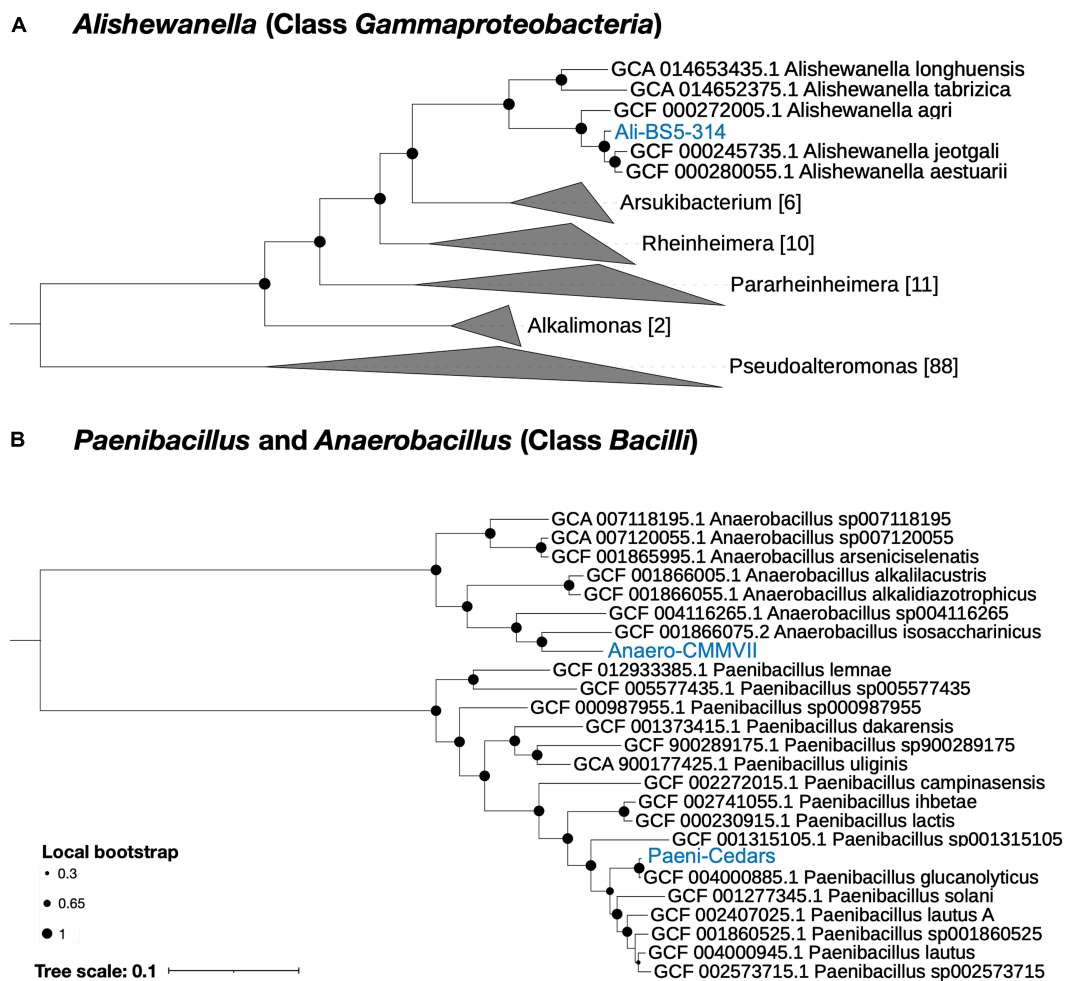 A
Alishewanella (Class Gammaproteobacteria)
GCA 014653435.1 Alishewanella longhuensis
GCA 014652375.1 Alishewanella tabrizica
GCF 000272005.1 Alishewanella agri
Ali-BS5-314
GCF 000245735.1 Alishewanella jeotgali
GCF 000280055.1 Alishewanella aestuarii
Arsukibacterium [6]
Rheinheimera [10]
Pararheinheimera [11]
Alkalimonas [2]
Pseudoalteromonas [88]
B
Paenibacillus and Anaerobacillus (Class Bacilli)
GCA 007118195.1 Anaerobacillus sp007118195
GCA 007120055.1 Anaerobacillus sp007120055
GCF 001865995.1 Anaerobacillus arseniciselenatis
GCF 001866005.1 Anaerobacillus alkalilacustris
GCF 001866055.1 Anaerobacillus alkalidiazotrophicus
GCF 004116265.1 Anaerobacillus sp004116265
GCF 001866075.2 Anaerobacillus isosaccharinicus
Anaero-CMMVII
GCF 012933385.1 Paenibacillus lemnae
GCF 005577435.1 Paenibacillus sp005577435
GCF 000987955.1 Paenibacillus sp000987955
GCF 001373415.1 Paenibacillus dakarensis
GCF 900289175.1 Paenibacillus sp900289175
GCA 900177425.1 Paenibacillus uliginis
GCF 002272015.1 Paenibacillus campinasensis
GCF 002741055.1 Paenibacillus ihbetae
GCF 000230915.1 Paenibacillus lactis
GCF 001315105.1 Paenibacillus sp001315105
Paeni-Cedars
GCF 004000885.1 Paenibacillus glucanolyticus
GCF 001277345.1 Paenibacillus solani
GCF 002407025.1 Paenibacillus lautus A
GCF 001860525.1 Paenibacillus sp001860525
GCF 004000945.1 Paenibacillus lautus
GCF 002573715.1 Paenibacillus sp002573715
Local bootstrap
0.3
0.65
1
Tree scale: 0.1